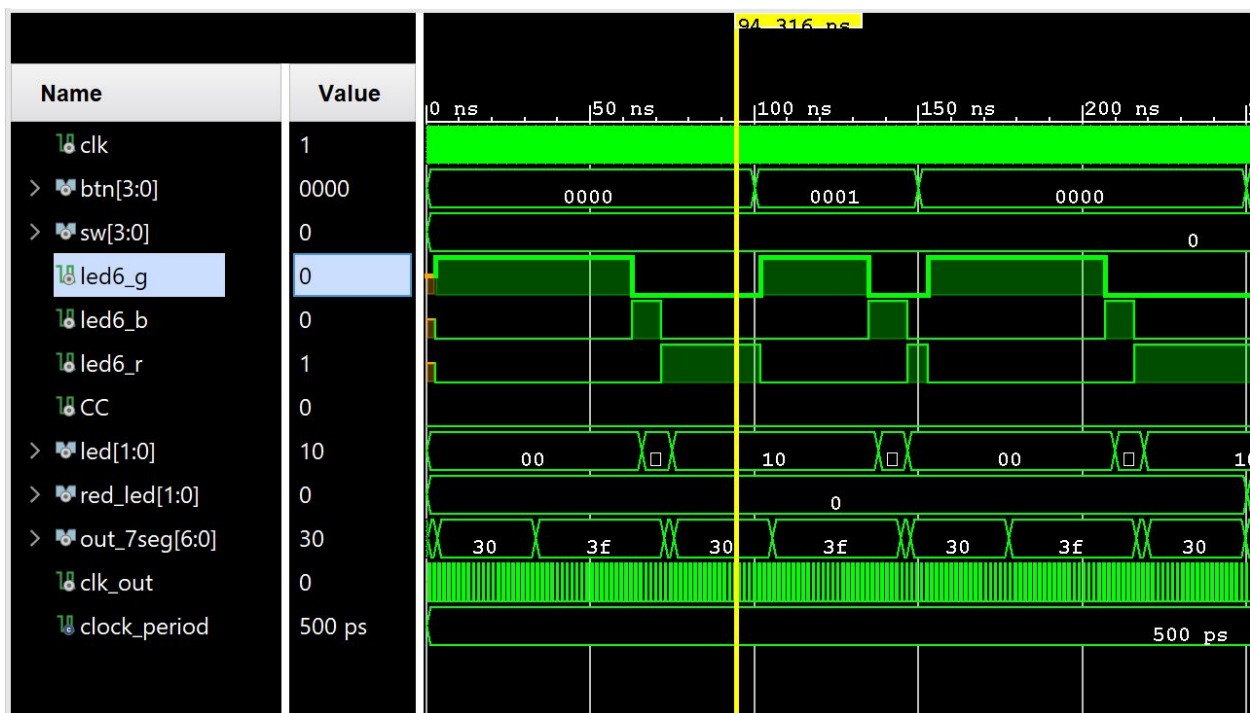 94.316 ns
Name Value
0 ns 50 ns 100 ns 150 ns 200 ns
clk 1
> btn[3:0] 0000 0000 0001 0000
> sw[3:0] 0 0
led6_g 0
led6_b 0
led6_r 1
CC 0
> led[1:0] 10 00 10 00
> red_led[1:0] 0 0
> out_7seg[6:0] 30 30 3f 30 3f 30 3f 30
clk_out 0
clock_period 500 ps 500 ps